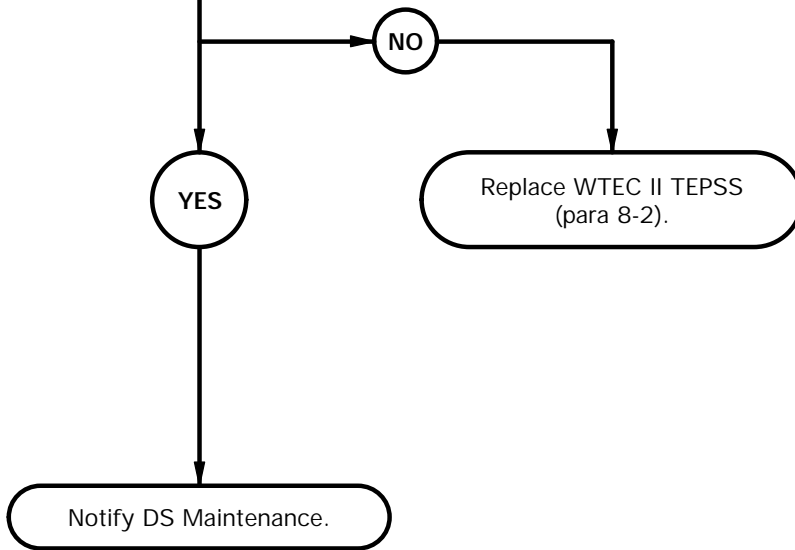 NO
YES
Replace WTEC II TEPSS
(para 8-2).
Notify DS Maintenance.